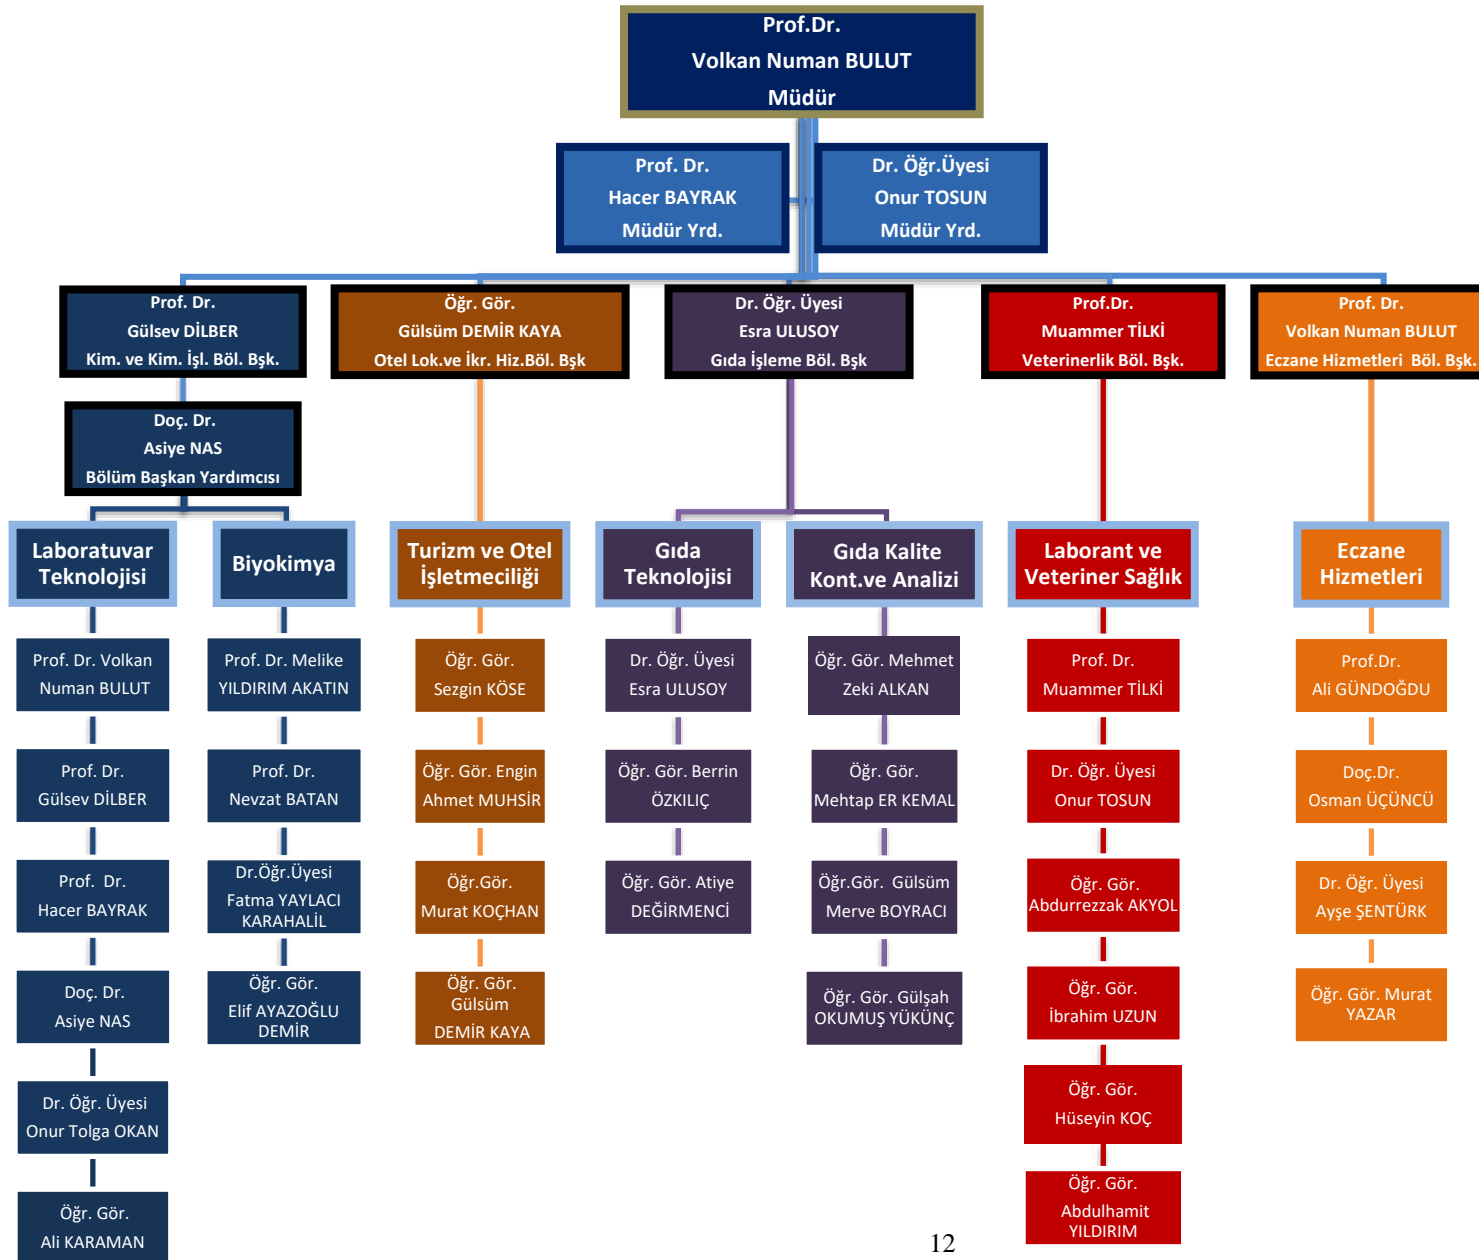 Prof.Dr.
Volkan Numan BULUT
Müdür
Prof. Dr.
Hacer BAYRAK
Müdür Yrd.
Dr. Öğr.Üyesi
Onur TOSUN
Müdür Yrd.
Prof. Dr.
Gülsev DİLBER
Kim. ve Kim. İşl. Böl. Bşk.
Öğr. Gör.
Gülsüm DEMİR KAYA
Otel Lok.ve İkr. Hiz.Böl. Bşk
Dr. Öğr. Üyesi
Esra ULUSOY
Gıda İşleme Böl. Bşk
Prof.Dr.
Muammer TİLKİ
Veterinerlik Böl. Bşk.
Prof. Dr.
Volkan Numan BULUT
Eczane Hizmetleri Böl. Bşk.
Doç. Dr.
Asiye NAS
Bölüm Başkan Yardımcısı
Laboratuvar
Teknolojisi
Prof. Dr. Volkan
Numan BULUT
Prof. Dr.
Gülsev DİLBER
Prof. Dr.
Hacer BAYRAK
Doç. Dr.
Asiye NAS
Dr. Öğr. Üyesi
Onur Tolga OKAN
Öğr. Gör.
Ali KARAMAN
Biyokimya
Prof. Dr. Melike
YILDIRIM AKATIN
Prof. Dr.
Nevzat BATAN
Dr.Öğr.Üyesi
Fatma YAYLACI
KARAHALİL
Öğr. Gör.
Elif AYAZOĞLU
DEMİR
Turizm ve Otel
İşletmeciliği
Öğr. Gör.
Sezgin KÖSE
Öğr. Gör. Engin
Ahmet MUHSİR
Öğr.Gör.
Murat KOÇHAN
Öğr. Gör.
Gülsüm
DEMİR KAYA
Gıda
Teknolojisi
Dr. Öğr. Üyesi
Esra ULUSOY
Öğr. Gör. Berrin
ÖZKILIÇ
Öğr. Gör. Atiye
DEĞİRMENCİ
Gıda Kalite
Kont.ve Analizi
Öğr. Gör. Mehmet
Zeki ALKAN
Öğr. Gör.
Mehtap ER KEMAL
Öğr.Gör. Gülsüm
Merve BOYRACI
Öğr. Gör. Gülşah
OKUMUŞ YÜKÜNÇ
Laborant ve
Veteriner Sağlık
Prof. Dr.
Muammer TİLKİ
Dr. Öğr. Üyesi
Onur TOSUN
Öğr. Gör.
Abdurrezzak AKYOL
Öğr. Gör.
İbrahim UZUN
Öğr. Gör.
Hüseyin KOÇ
Öğr. Gör.
Abdulhamit
YILDIRIM
Eczane
Hizmetleri
Prof.Dr.
Ali GÜNDOĞDU
Doç.Dr.
Osman ÜÇÜNCÜ
Dr. Öğr. Üyesi
Ayşe ŞENTÜRK
Öğr. Gör. Murat
YAZAR
12